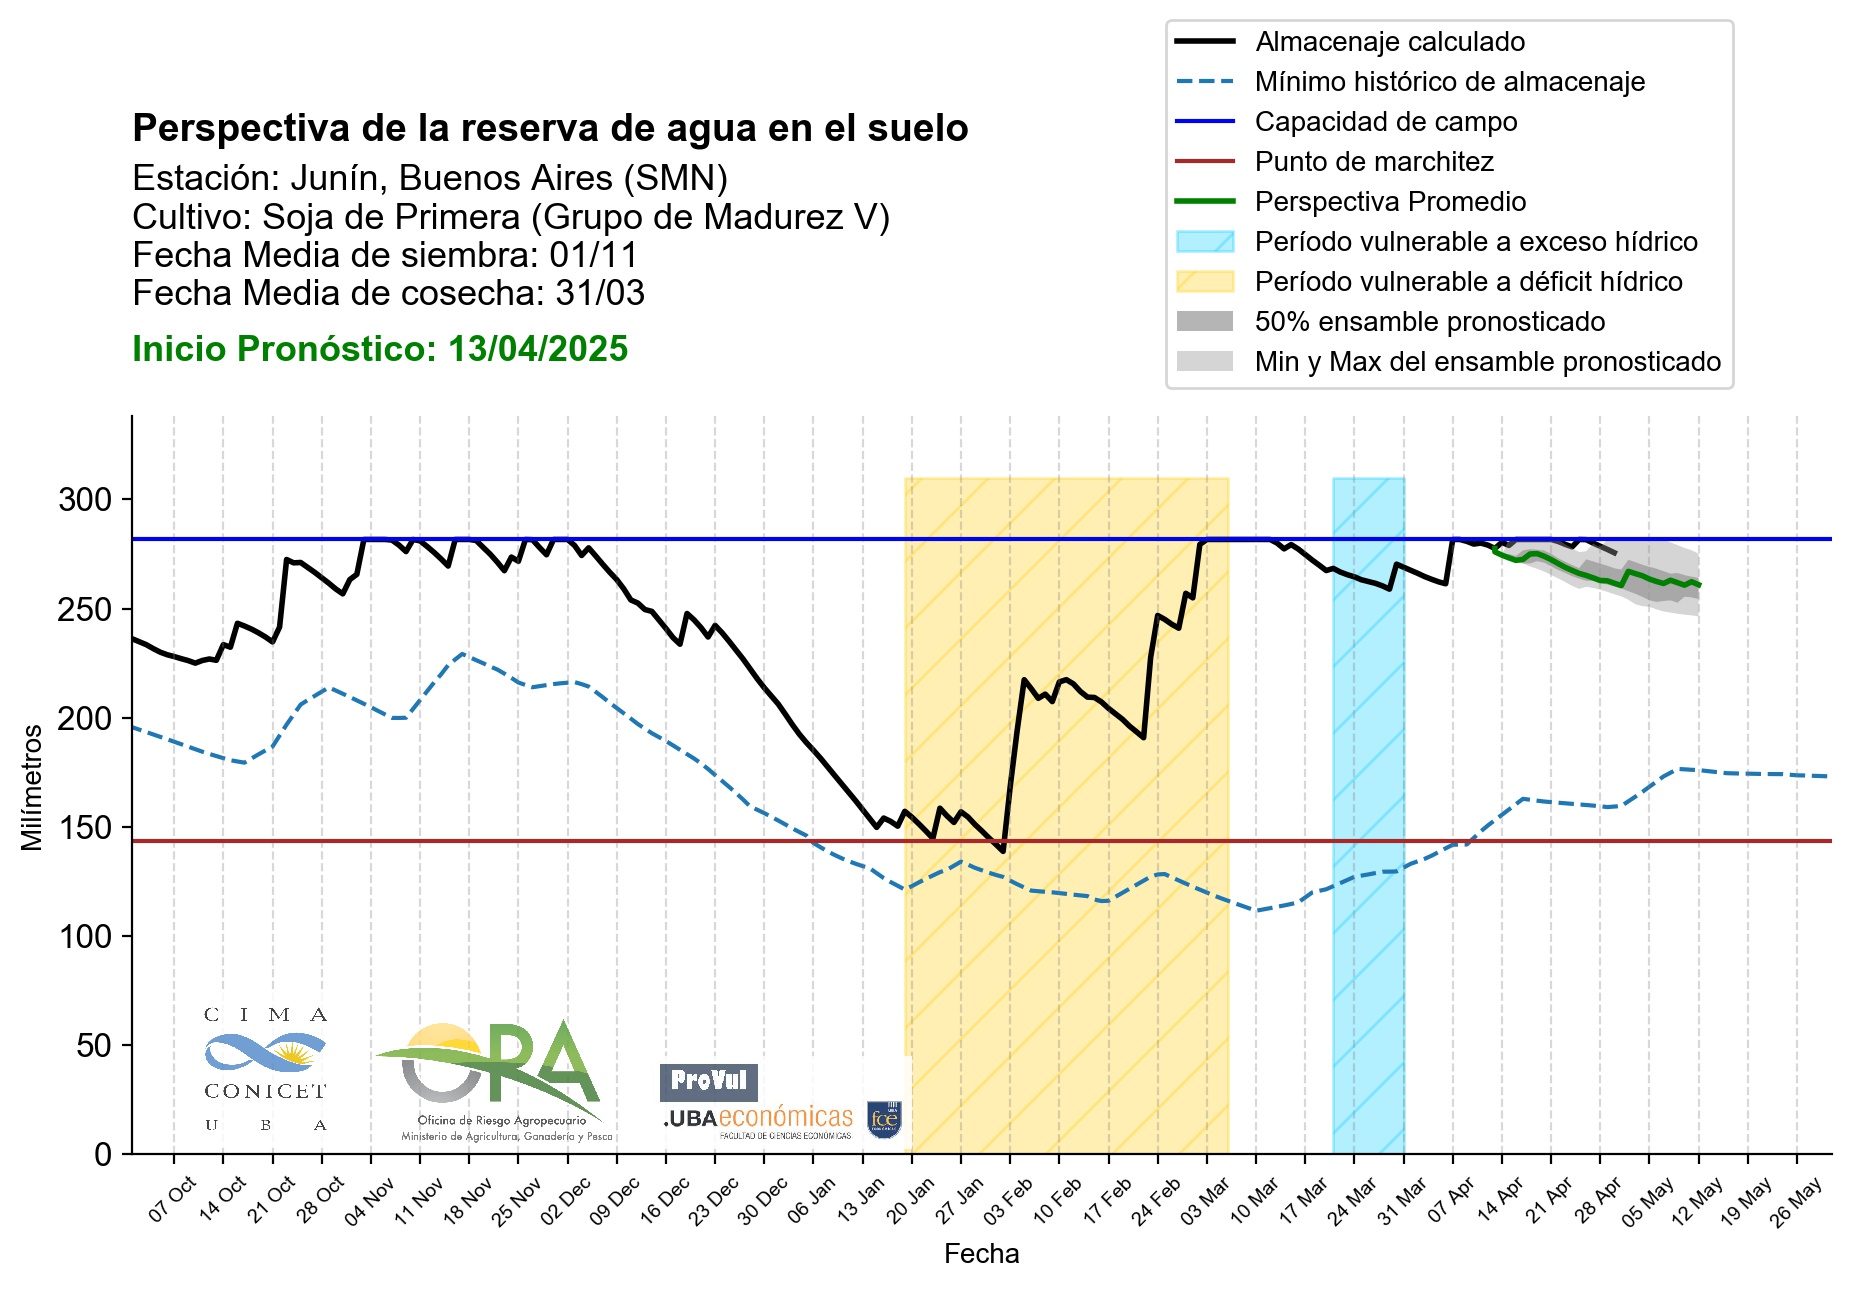 Almacenaje calculado
Mínimo histórico de almacenaje
Capacidad de campo
Punto de marchitez
Perspectiva Promedio
Período vulnerable a exceso hídrico
Período vulnerable a déficit hídrico
50% ensamble pronosticado
Min y Max del ensamble pronosticado
Perspectiva de la reserva de agua en el suelo
Estación: Junín, Buenos Aires (SMN)
Cultivo: Soja de Primera (Grupo de Madurez V)
Fecha Media de siembra: 01/11
Fecha Media de cosecha: 31/03
Inicio Pronóstico: 13/04/2025
300
250
200
150
100
50
0
Milímetros
CIMA
CONICET
UBA
ORA
Oficina de Riesgo Agropecuario
Ministerio de Agricultura, Ganadería y Pesca
ProVul
.UBAeconómicas
FACULTAD DE CIENCIAS ECONÓMICAS
fce
07 Oct 14 Oct 21 Oct 28 Oct 04 Nov 11 Nov 18 Nov 25 Nov 02 Dec 09 Dec 16 Dec 23 Dec 30 Dec 06 Jan 13 Jan 20 Jan 27 Jan 03 Feb 10 Feb 17 Feb 24 Feb 03 Mar 10 Mar 17 Mar 24 Mar 31 Mar 07 Apr 14 Apr 21 Apr 28 Apr 05 May 12 May 19 May 26 May
Fecha